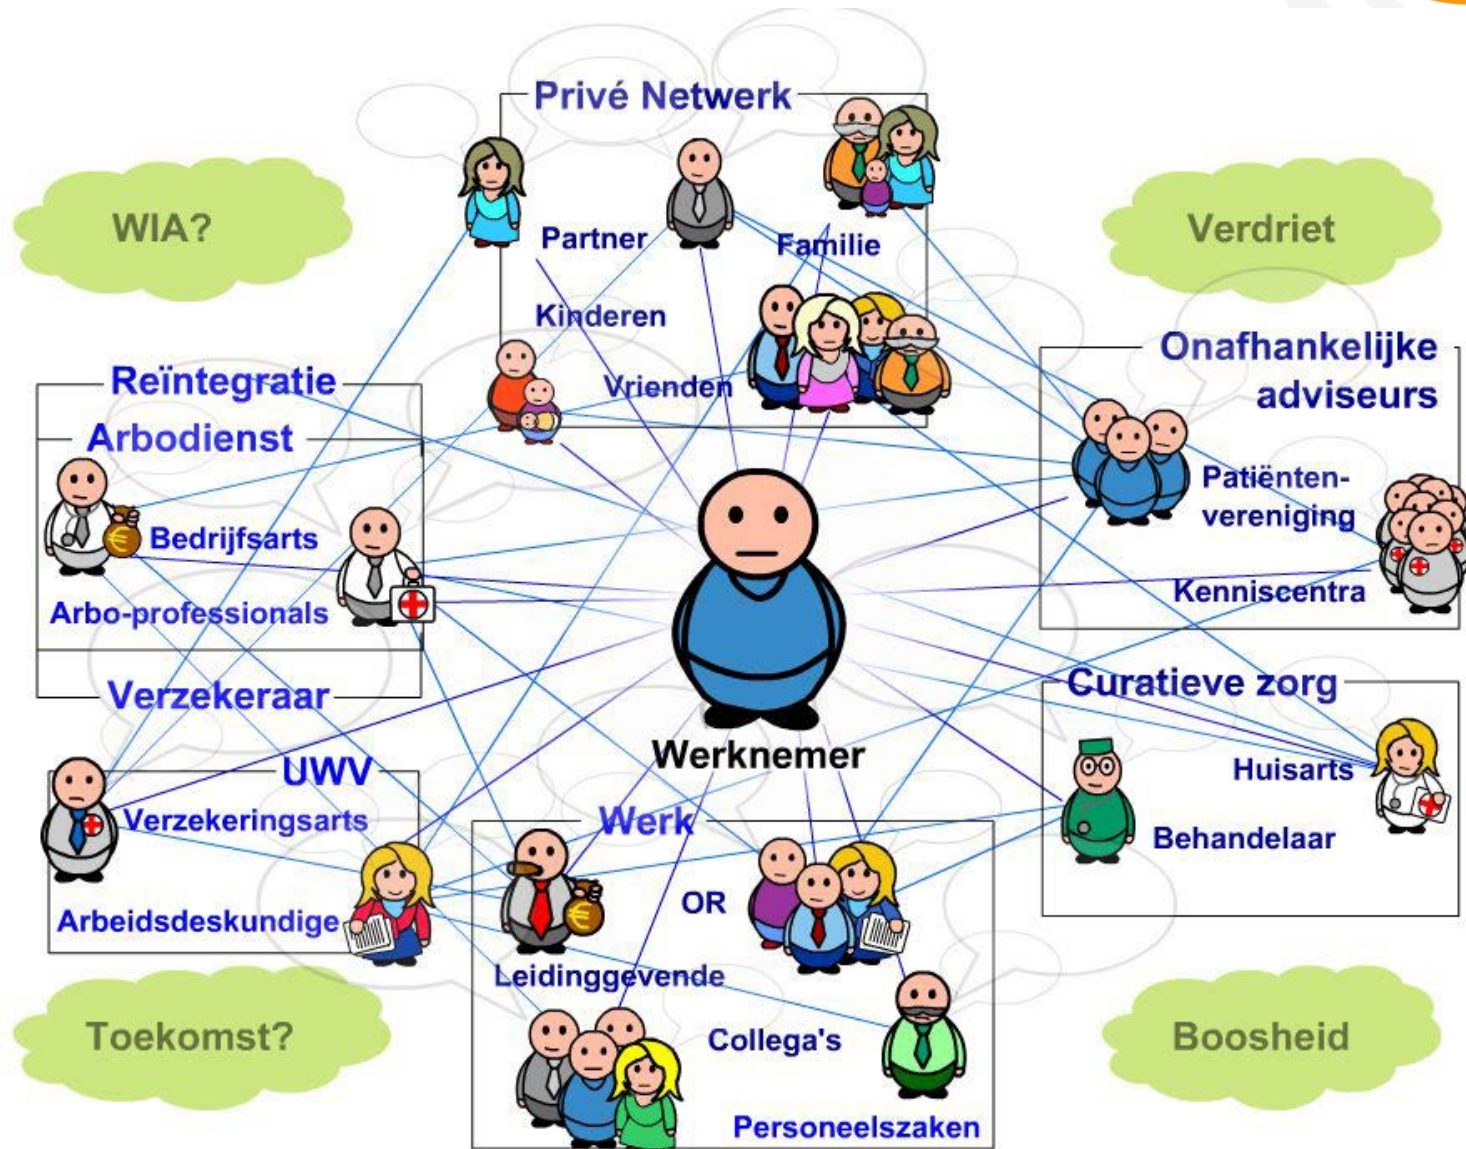 Privé Netwerk
Partner
Familie
Kinderen
Vrienden
WIA?
Verdriet
Reïntegratie
Arbodienst
Bedrijfsarts
Arbo-professionals
Verzekeraar
Onafhankelijke
adviseurs
Patiënten-
vereniging
Kenniscentra
Werknemer
Curatieve zorg
Huisarts
Behandelaar
UWV
Verzekeringsarts
Arbeidsdeskundige
Werk
OR
Leidinggevende
Collega's
Personeelszaken
Toekomst?
Boosheid